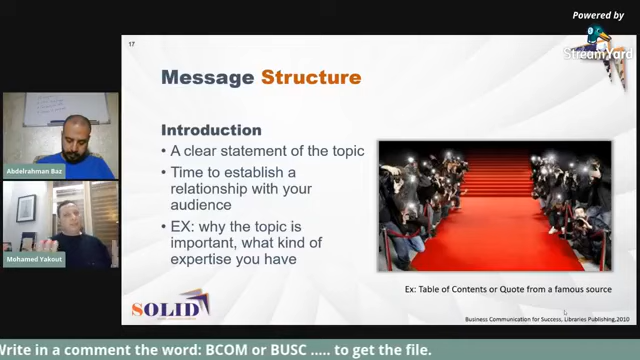 Powered by
StreamYard
17
Message Structure
Introduction
• A clear statement of the topic
• Time to establish a
relationship with your
audience
• EX: why the topic is
important, what kind of
expertise you have
Ex: Table of Contents or Quote from a famous source
SOLID
Business Communication for Success, Libraries Publishing,2010
Abdelrahman Baz
Mohamed Yakout
Write in a comment the word: BCOM or BUSC ..... to get the file.